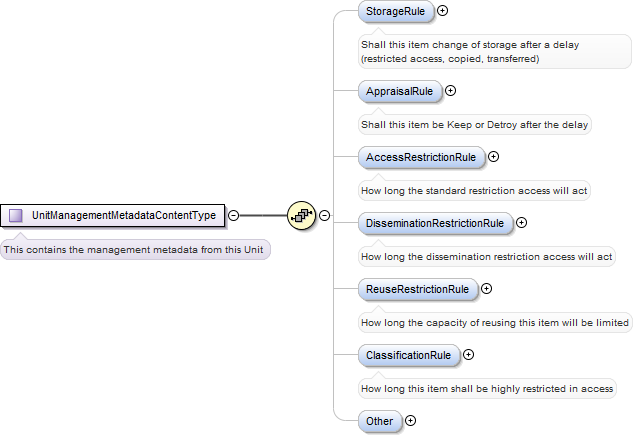 StorageRule
Shall this item change of storage after a delay
(restricted access, copied, transferred)
AppraisalRule
Shall this item be Keep or Detroy after the delay
AccessRestrictionRule
How long the standard restriction access will act
UnitManagementMetadataContentType
This contains the management metadata from this Unit
DisseminationRestrictionRule
How long the dissemination restriction access will act
ReuseRestrictionRule
How long the capacity of reusing this item will be limited
ClassificationRule
How long this item shall be highly restricted in access
Other